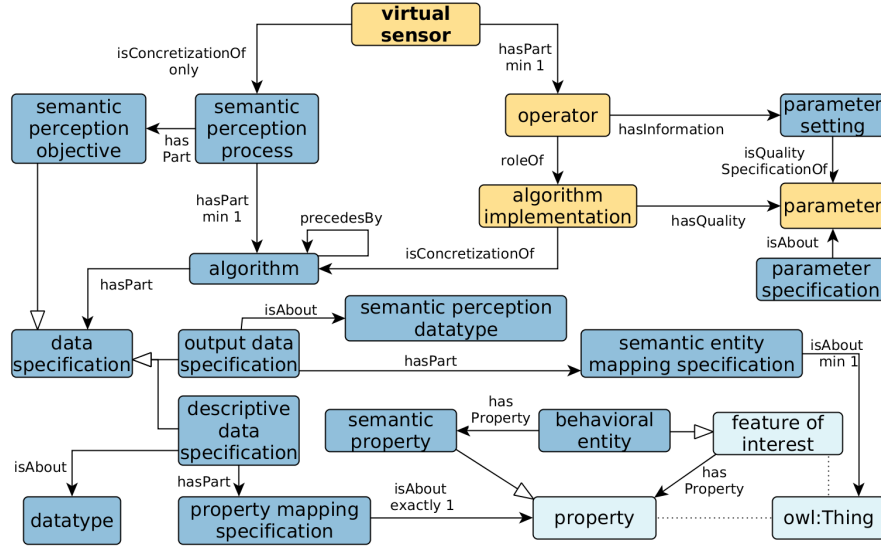 virtual
sensor
isConcretizationOf
only
hasPart
min 1
semantic
perception
objective
has
Part
semantic
perception
process
operator
hasInformation
parameter
setting
roleOf
isQuality
SpecificationOf
hasPart
min 1
precedesBy
algorithm
implementation
hasQuality
parameter
isAbout
isConcretizationOf
algorithm
hasPart
parameter
specification
isAbout
semantic perception
datatype
data
specification
output data
specification
hasPart
semantic entity
mapping specification
isAbout
min 1
descriptive
data
specification
semantic
property
has
Property
behavioral
entity
feature of
interest
isAbout
hasPart
has
Property
datatype
property mapping
specification
isAbout
exactly 1
property
owl:Thing